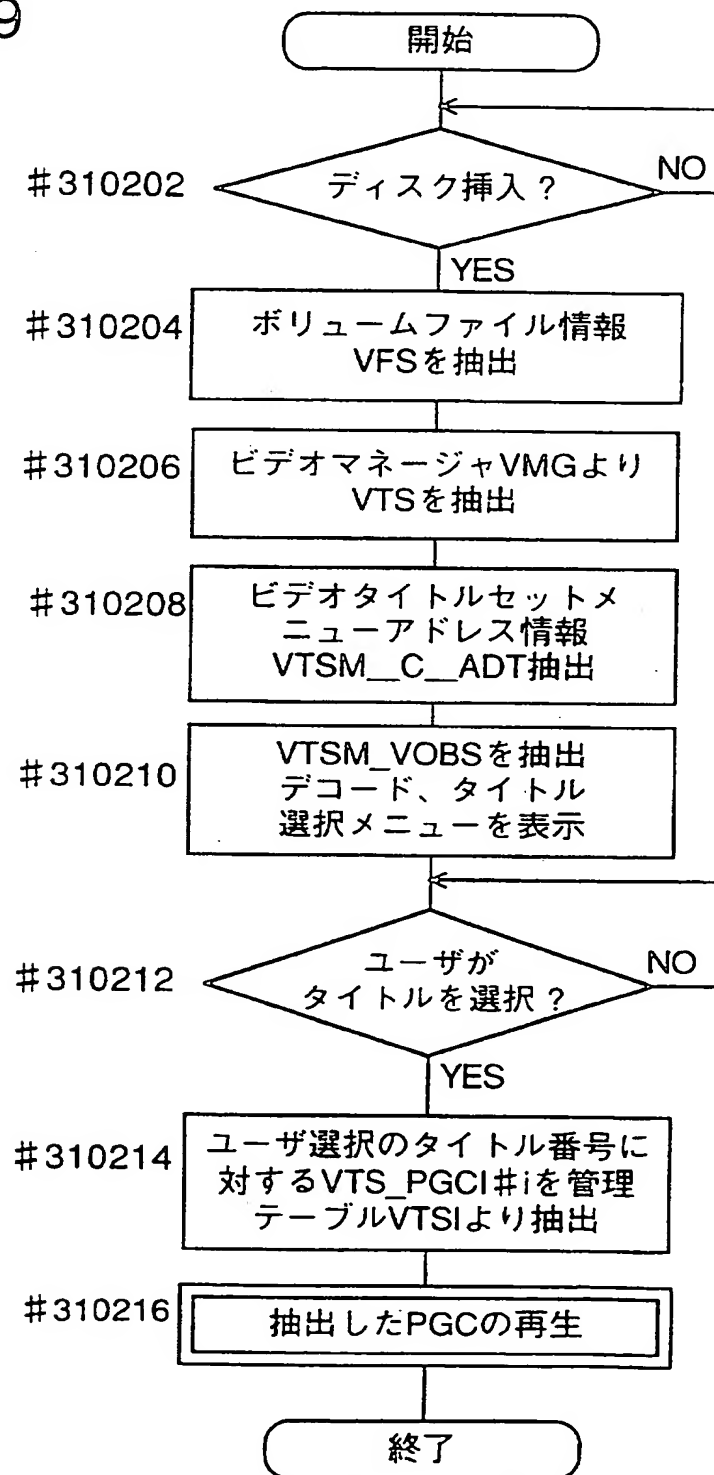 9
開始
#310202
ディスク挿入?
NO
YES
#310204
ボリュームファイル情報
VFSを抽出
#310206
ビデオマネージャVMGより
VTSを抽出
#310208
ビデオタイトルセットメ
ニューアドレス情報
VTSM__C__ADT抽出
#310210
VTSM_VOBSを抽出
デコード、タイトル
選択メニューを表示
#310212
ユーザが
タイトルを選択?
NO
YES
#310214
ユーザ選択のタイトル番号に
対するVTS_PGCI#iを管理
テーブルVTSIより抽出
#310216
抽出したPGCの再生
終了